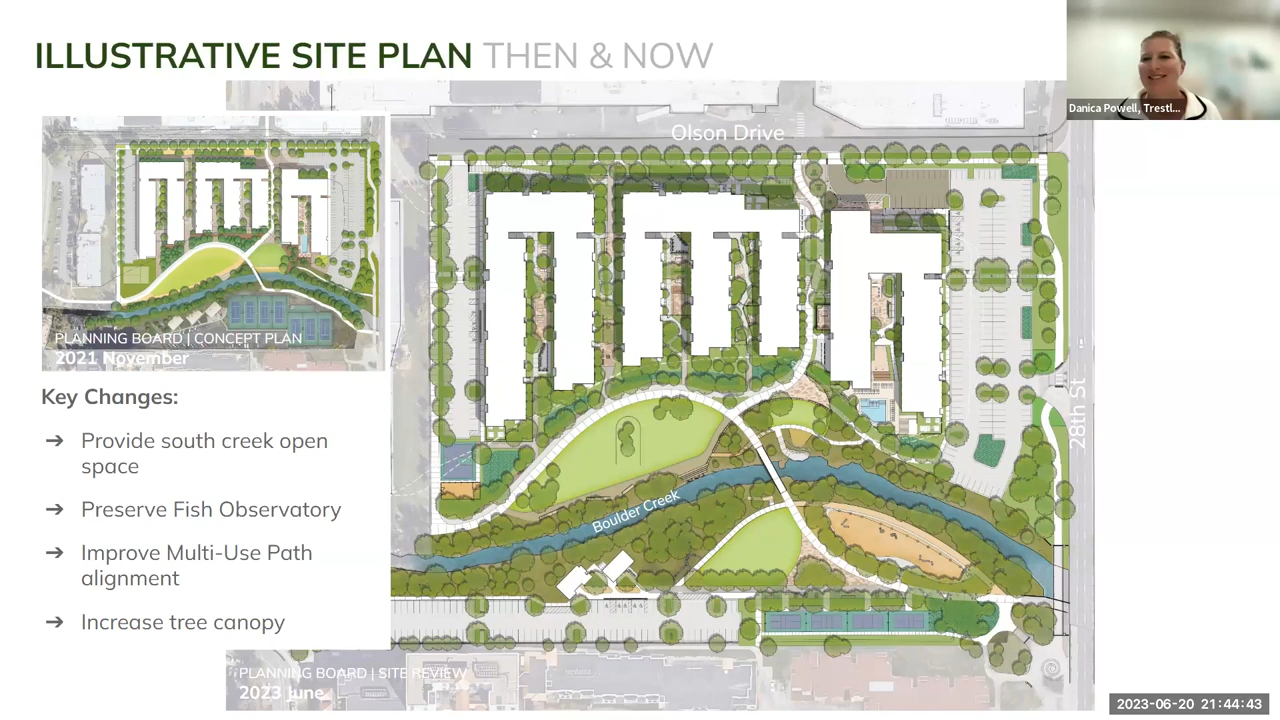 ILLUSTRATIVE SITE PLAN THEN & NOW
Danica Powell, Trestl...
Olson Drive
28th St
Boulder Creek
PLANNING BOARD | CONCEPT PLAN
2021 November
Key Changes:
➔ Provide south creek open
space
➔ Preserve Fish Observatory
➔ Improve Multi-Use Path
alignment
➔ Increase tree canopy
PLANNING BOARD | SITE REVIEW
2023 June
2023-06-20 21:44:43